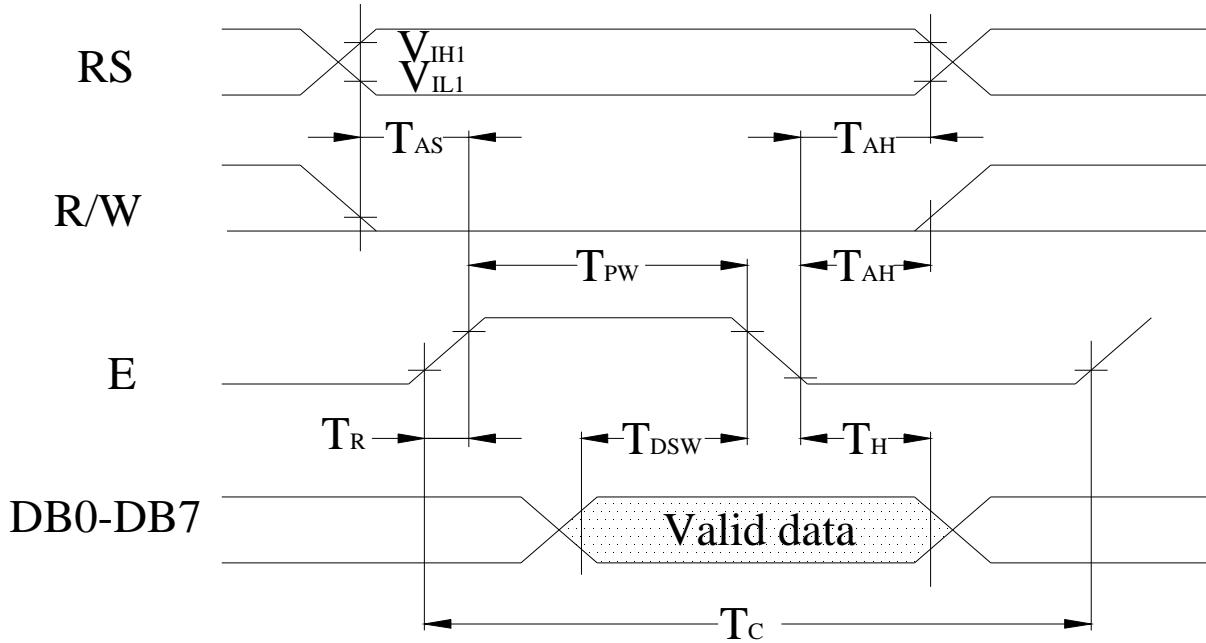 RS
VIH1
VIL1
TAS
TAH
R/W
TPW
TAH
E
TR
TDSW
TH
DB0-DB7
Valid data
TC